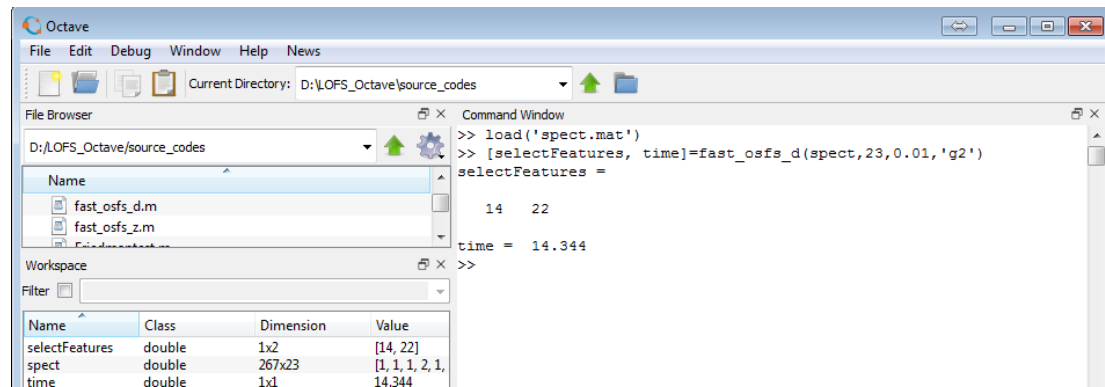 Octave
File Edit Debug Window Help News
Current Directory: D:\LOFS_Octave\source_codes
File Browser
D:/LOFS_Octave/source_codes
Name
fast_osfs_d.m
fast_osfs_z.m
Workspace
Filter
Name Class Dimension Value
selectFeatures double 1x2 [14, 22]
spect double 267x23 [1, 1, 1, 2, 1,
time double 1x1 14.344
Command Window
>> load('spect.mat')
>> [selectFeatures, time]=fast_osfs_d(spect,23,0.01,'g2')
selectFeatures =
14 22
time = 14.344
>>